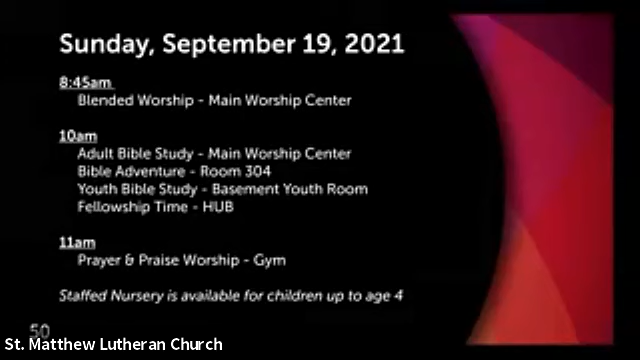 Sunday, September 19, 2021
8:45am
Blended Worship - Main Worship Center
10am
Adult Bible Study - Main Worship Center
Bible Adventure - Room 304
Youth Bible Study - Basement Youth Room
Fellowship Time - HUB
11am
Prayer & Praise Worship - Gym
Staffed Nursery is available for children up to age 4
50
St. Matthew Lutheran Church